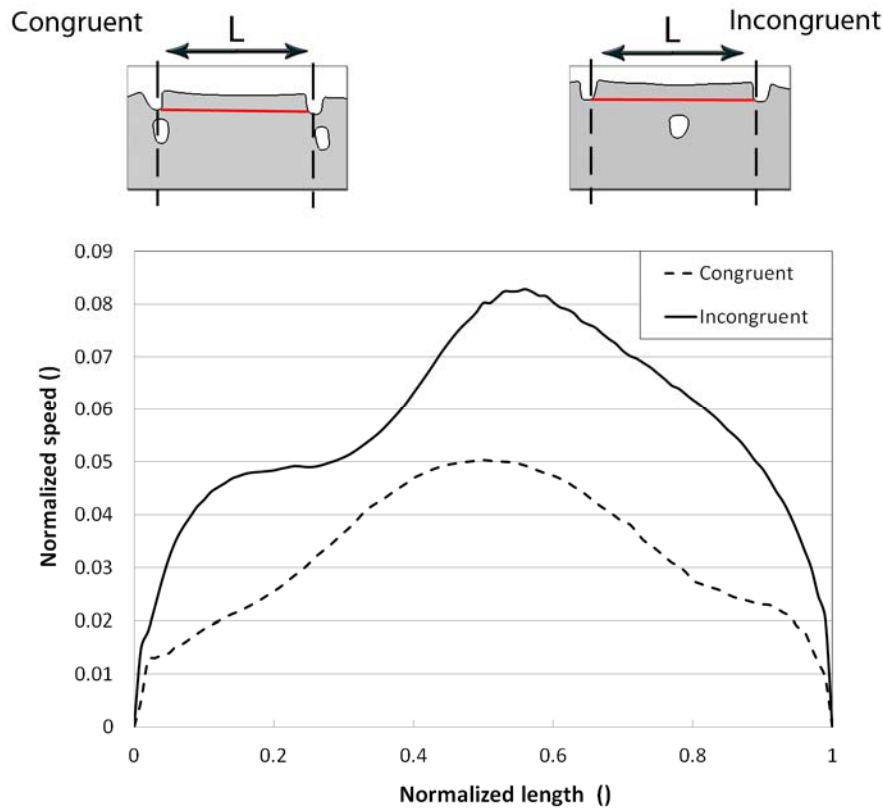 Congruent
L
Incongruent
L
0.09
0.08
0.07
0.06
0.05
0.04
0.03
0.02
0.01
0
Normalized speed ()
Congruent
Incongruent
0 0.2 0.4 0.6 0.8 1
Normalized length ()